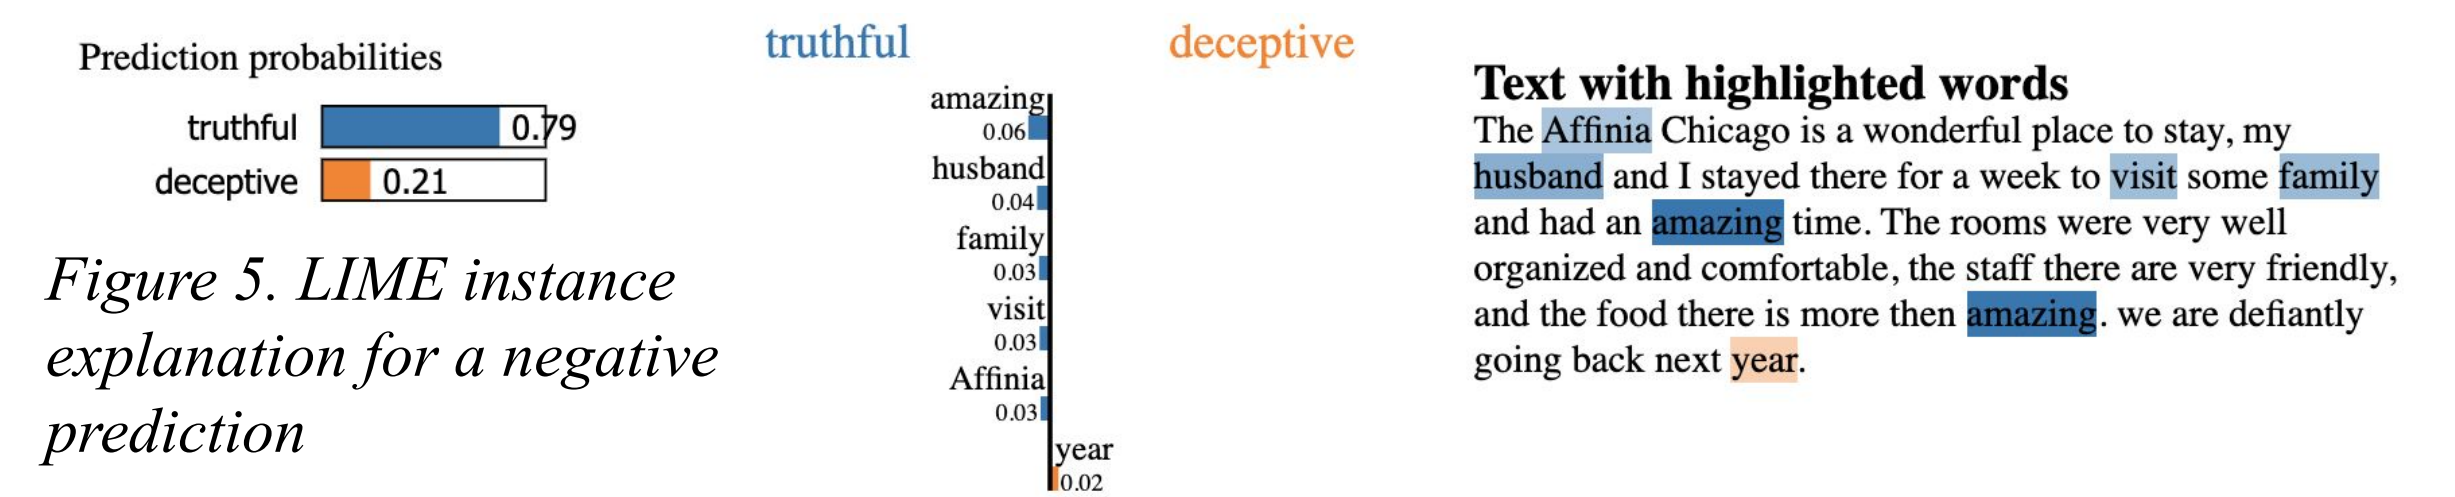 Prediction probabilities
truthful 0.79
deceptive 0.21
Figure 5. LIME instance
explanation for a negative
prediction
truthful deceptive
amazing
0.06
husband
0.04
family
0.03
visit
0.03
Affinia
0.03
year
0.02
Text with highlighted words
The Affinia Chicago is a wonderful place to stay, my
husband and I stayed there for a week to visit some family
and had an amazing time. The rooms were very well
organized and comfortable, the staff there are very friendly,
and the food there is more then amazing. we are defiantly
going back next year.